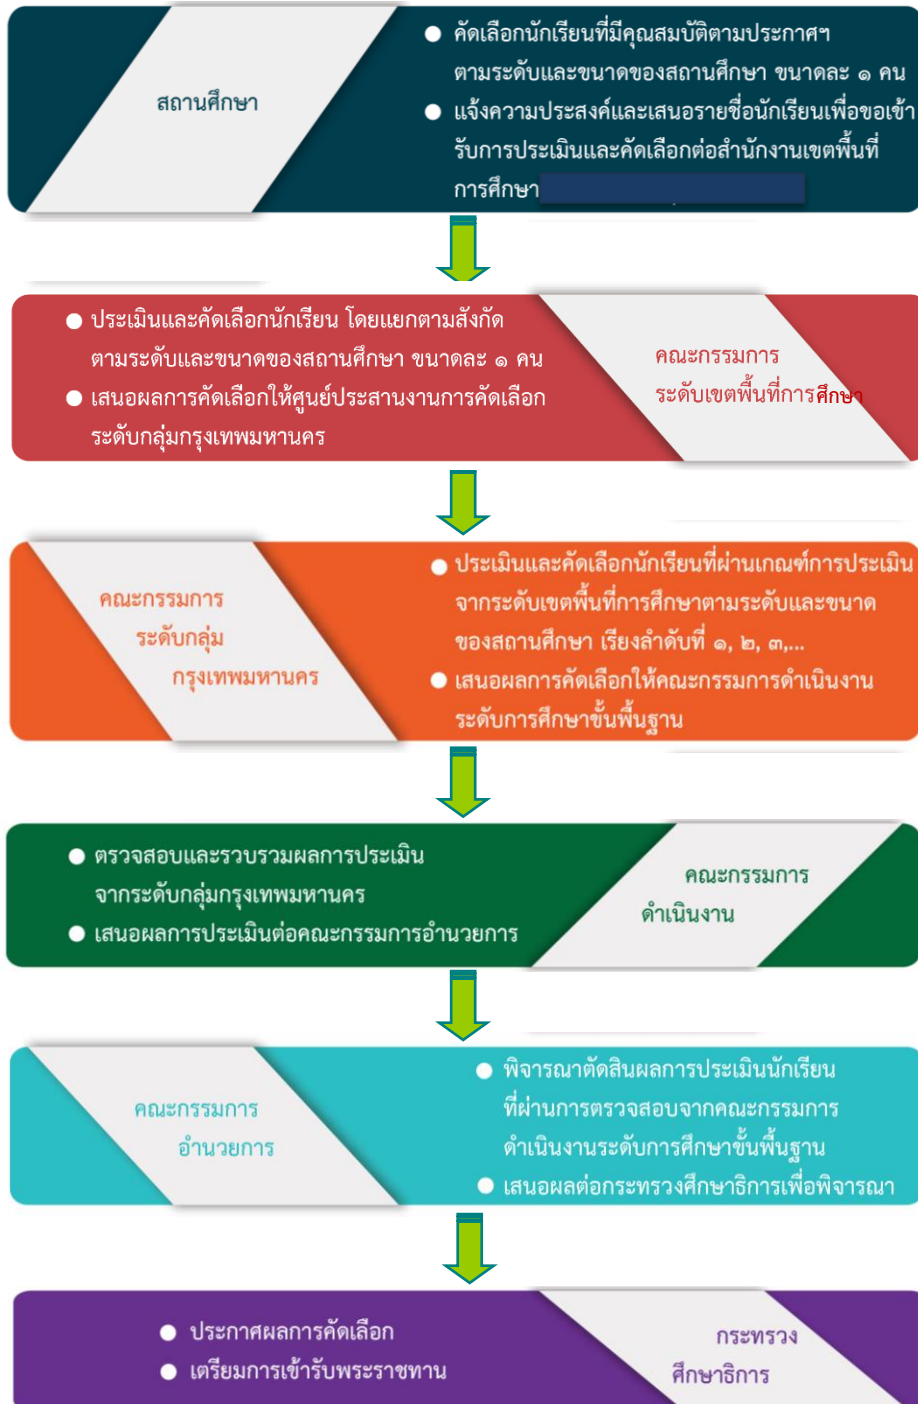 สถานศึกษา
● คัดเลือกนักเรียนที่มีคุณสมบัติตามประกาศฯ
ตามระดับและขนาดของสถานศึกษา ขนาดละ ๑ คน
● แจ้งความประสงค์และเสนอรายชื่อนักเรียนเพื่อขอเข้า
รับการประเมินและคัดเลือกต่อสำนักงานเขตพื้นที่
การศึกษา
● ประเมินและคัดเลือกนักเรียน โดยแยกตามสังกัด
ตามระดับและขนาดของสถานศึกษา ขนาดละ ๑ คน
● เสนอผลการคัดเลือกให้ศูนย์ประสานงานการคัดเลือก
ระดับกลุ่มกรุงเทพมหานคร
คณะกรรมการ
ระดับเขตพื้นที่การศึกษา
คณะกรรมการ
ระดับกลุ่ม
กรุงเทพมหานคร
● ประเมินและคัดเลือกนักเรียนที่ผ่านเกณฑ์การประเมิน
จากระดับเขตพื้นที่การศึกษาตามระดับและขนาด
ของสถานศึกษา เรียงลำดับที่ ๑, ๒, ๓,...
● เสนอผลการคัดเลือกให้คณะกรรมการดำเนินงาน
ระดับการศึกษาขั้นพื้นฐาน
● ตรวจสอบและรวบรวมผลการประเมิน
จากระดับกลุ่มกรุงเทพมหานคร
● เสนอผลการประเมินต่อคณะกรรมการอำนวยการ
คณะกรรมการ
ดำเนินงาน
คณะกรรมการ
อำนวยการ
● พิจารณาตัดสินผลการประเมินนักเรียน
ที่ผ่านการตรวจสอบจากคณะกรรมการ
ดำเนินงานระดับการศึกษาขั้นพื้นฐาน
● เสนอผลต่อกระทรวงศึกษาธิการเพื่อพิจารณา
● ประกาศผลการคัดเลือก
● เตรียมการเข้ารับพระราชทาน
กระทรวง
ศึกษาธิการ